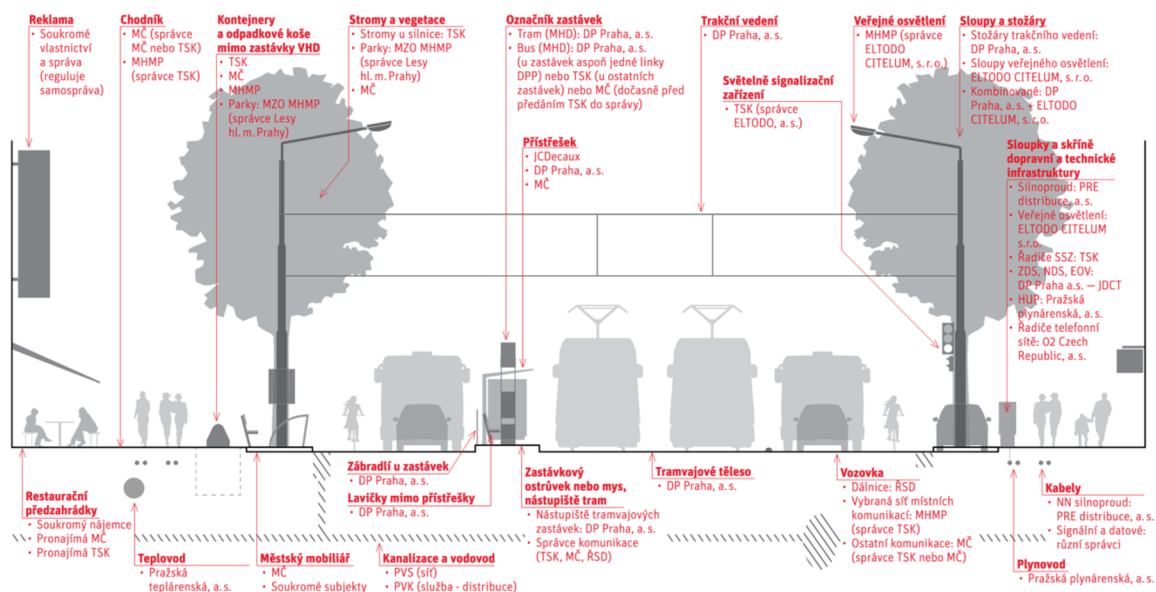 Reklama
• Soukromé
vlastnictví
a správa
(reguluje
samospráva)
Chodník
• MČ (správce
MČ nebo TSK)
• MHMP
(správce TSK)
Kontejnery
a odpadkové koše
mimo zastávky VHD
• TSK
• MČ
• MHMP
• Parky: MZO MHMP
(správce Lesy
hl. m. Prahy)
Stromy a vegetace
• Stromy u silnice: TSK
• Parky: MZO MHMP
(správce Lesy
hl. m. Prahy)
• MČ
Označník zastávek
• Tram (MHD): DP Praha, a. s.
• Bus (MHD): DP Praha, a. s.
(u zastávek aspoň jedné linky
DPP) nebo TSK (u ostatních
zastávek) nebo MČ (dočasně před
předáním TSK do správy)
Přístřešek
• JCDecaux
• DP Praha, a. s.
• MČ
Trakční vedení
• DP Praha, a. s.
Světelně signalizační
zařízení
• TSK (správce
ELTODO, a. s.)
Veřejné osvětlení
• MHMP (správce
ELTODO
CITELUM, s. r. o.)
Sloupy a stožáry
• Stožáry trakčního vedení:
DP Praha, a. s.
• Sloupy veřejného osvětlení:
ELTODO CITELUM, s. r. o.
• Kombinované: DP
Praha, a. s. + ELTODO
CITELUM, s. r. o.
Sloupky a skříně
dopravní a technické
infrastruktury
• Silnoproud: PRE
distribuce, a. s.
• Veřejné osvětlení:
ELTODO CITELUM
s.r.o.
• Řadiče SSZ: TSK
• ZDS, NDS, EOV:
DP Praha a.s. — JDCT
• HUP: Pražská
plynárenská, a. s.
• Řadiče telefonní
sítě: O2 Czech
Republic, a. s.
Restaurační
předzahrádky
• Soukromý nájemce
• Pronajímá MČ
• Pronajímá TSK
Teplovod
• Pražská
teplárenská, a. s.
Městský mobiliář
• MČ
• Soukromé subjekty
Zábradlí u zastávek
• DP Praha, a. s.
Lavičky mimo přístřešky
• DP Praha, a. s.
Kanalizace a vodovod
• PVS (síť)
• PVK (služba - distribuce)
Zastávkový
ostrůvek nebo mys,
nástupiště tram
• Nástupiště tramvajových
zastávek: DP Praha, a. s.
• Správce komunikace
(TSK, MČ, ŘSD)
Tramvajové těleso
• DP Praha, a. s.
Vozovka
• Dálnice: ŘSD
• Vybraná síť místních
komunikací: MHMP
(správce TSK)
• Ostatní komunikace: MČ
(správce TSK nebo MČ)
Kabely
• NN silnoproud:
PRE distribuce, a. s.
• Signální a datové:
různí správci
Plynovod
• Pražská plynárenská, a. s.